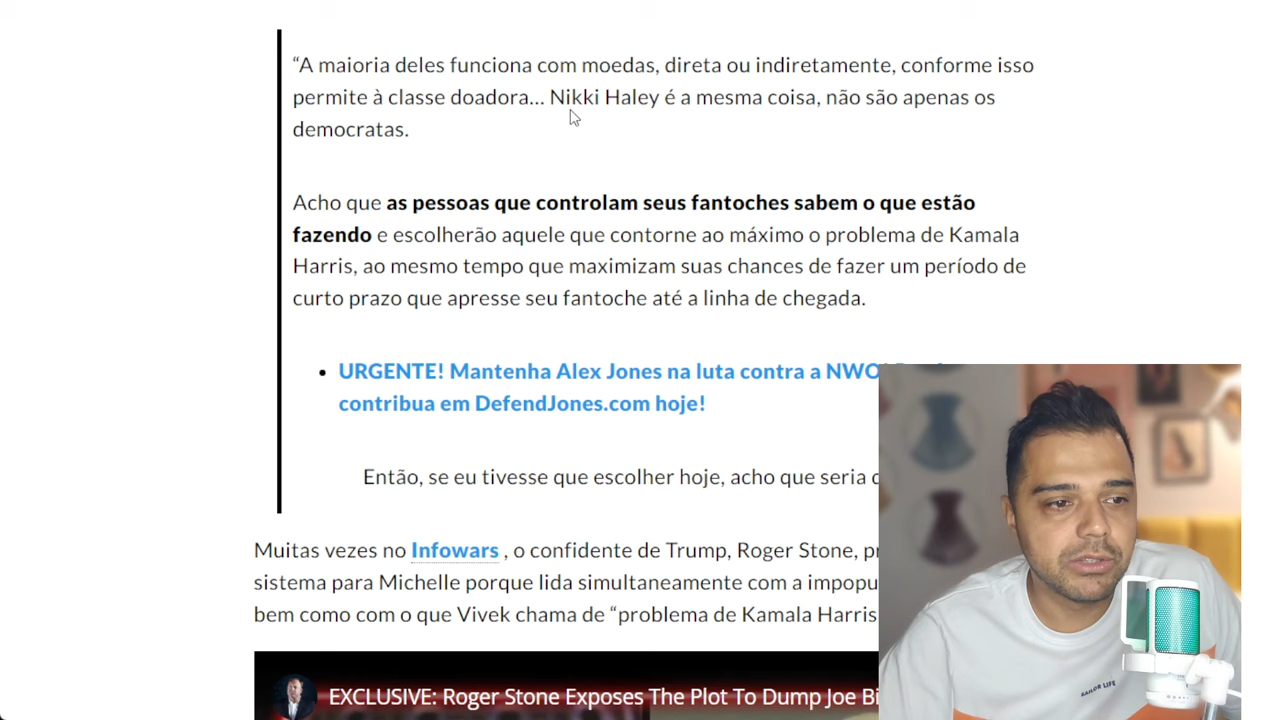 “A maioria deles funciona com moedas, direta ou indiretamente, conforme isso
permite à classe doadora... Nikki Haley é a mesma coisa, não são apenas os
democratas.
Acho que as pessoas que controlam seus fantoches sabem o que estão
fazendo e escolherão aquele que contorne ao máximo o problema de Kamala
Harris, ao mesmo tempo que maximizam suas chances de fazer um período de
curto prazo que apresse seu fantoche até a linha de chegada.
• URGENTE! Mantenha Alex Jones na luta contra a NWO!
contribua em DefendJones.com hoje!
Então, se eu tivesse que escolher hoje, acho que seria
Muitas vezes no Infowars , o confidente de Trump, Roger Stone,
sistema para Michelle porque lida simultaneamente com a
bem como com o que Vivek chama de “problema de Kamala Harris
EXCLUSIVE: Roger Stone Exposes The Plot To Dump Joe
SAILOR LIFE